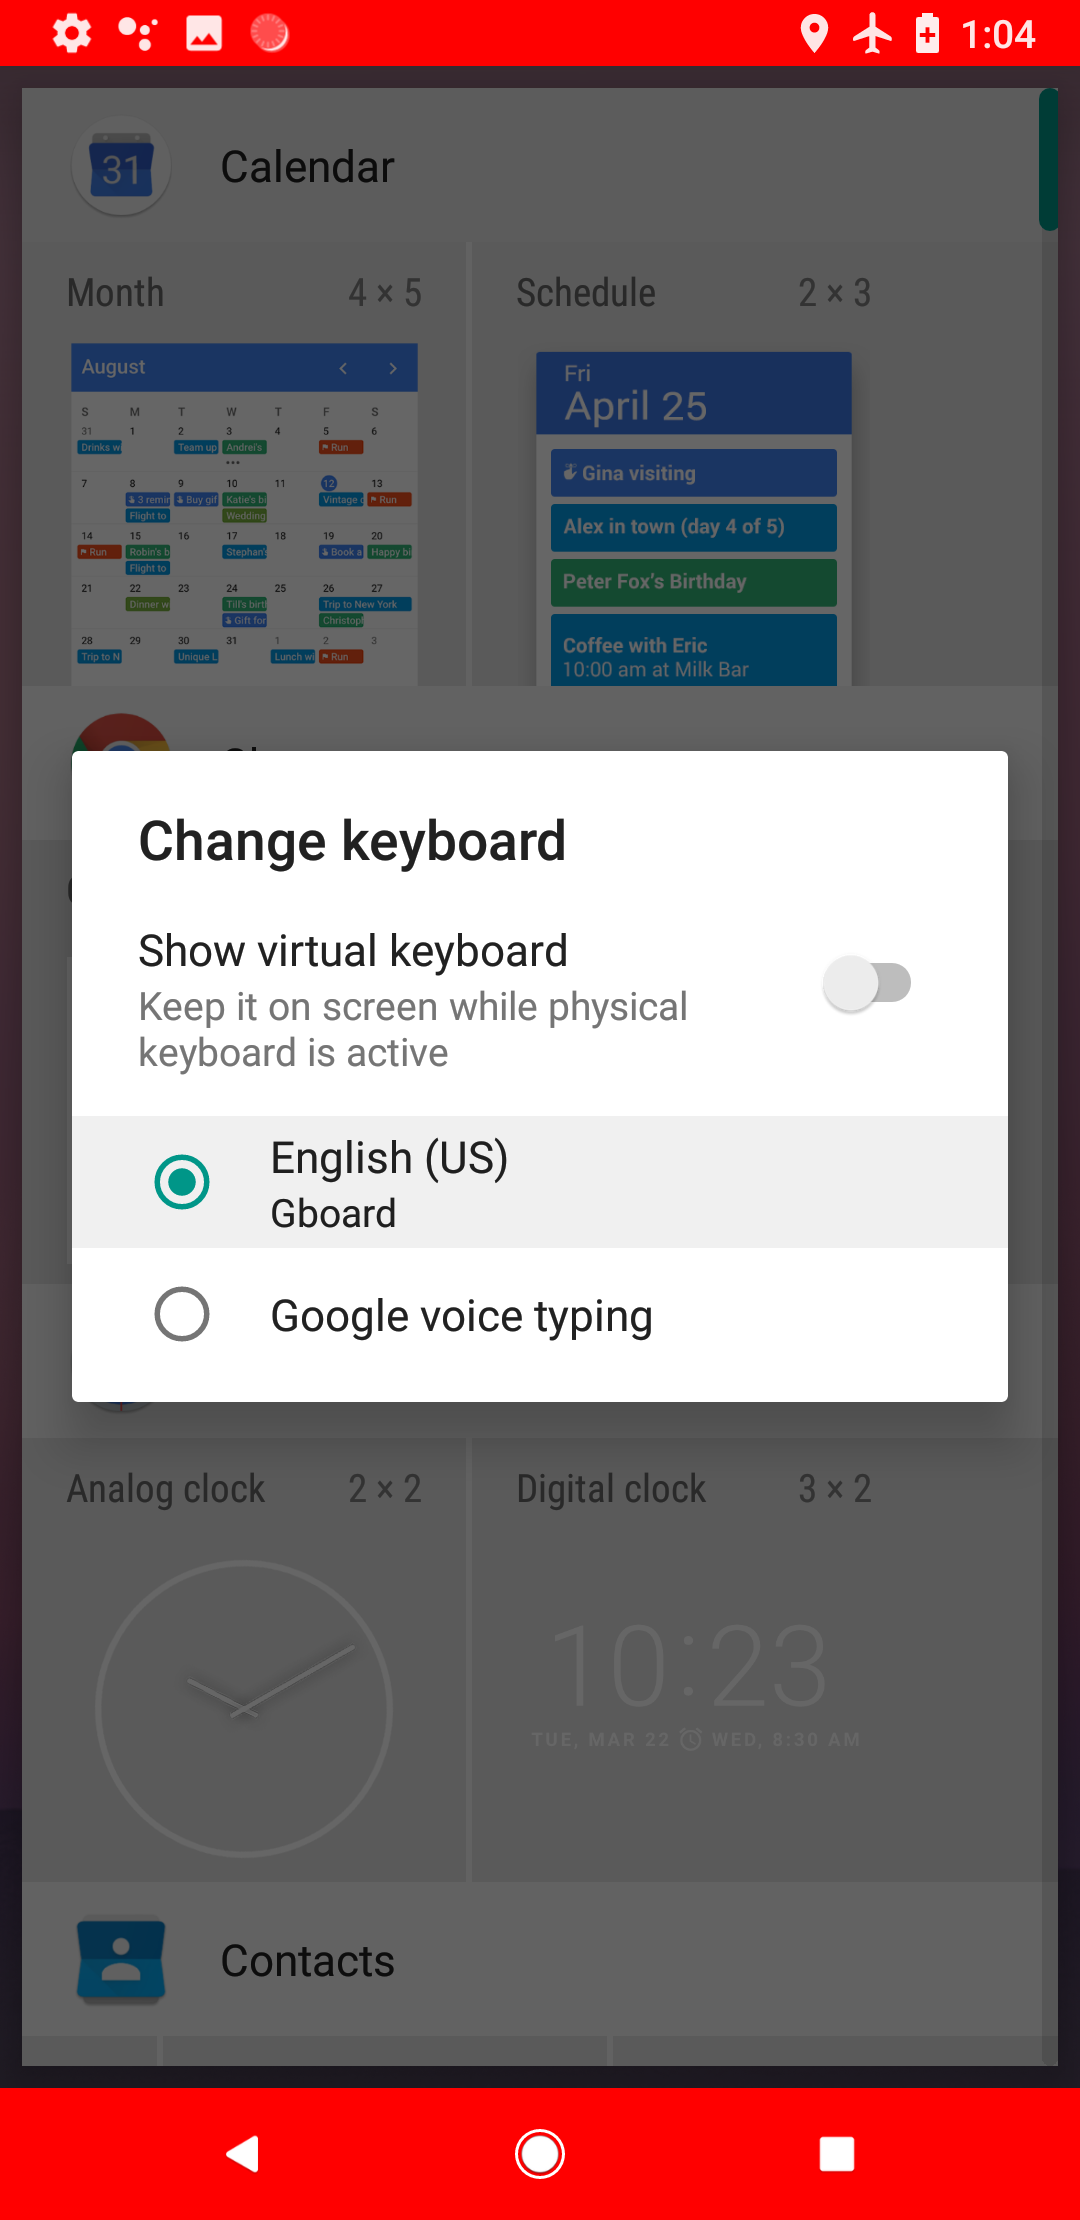 1:04
31
Calendar
Month 4 × 5
Schedule 2 × 3
August
S M T W T F S
31 1 2 3 4 5 6
Drinks wi Team up Andrei's Run
7 8 9 10 11 12 13
3 remin Buy gif Katie's bi Vintage c Run
Flight to Wedding
14 15 16 17 18 19 20
Run Robin's b Stephan's Book a Happy bi
Flight to
21 22 23 24 25 26 27
Dinner w Till's birth Trip to New York
Gift for Christopl
28 29 30 31 1 2 3
Trip to N Unique L Lunch wi Run
Fri
April 25
Gina visiting
Alex in town (day 4 of 5)
Peter Fox's Birthday
Coffee with Eric
10:00 am at Milk Bar
Change keyboard
Show virtual keyboard
Keep it on screen while physical
keyboard is active
English (US)
Gboard
Google voice typing
Analog clock 2 × 2
Digital clock 3 × 2
10:23
TUE, MAR 22 WED, 8:30 AM
Contacts